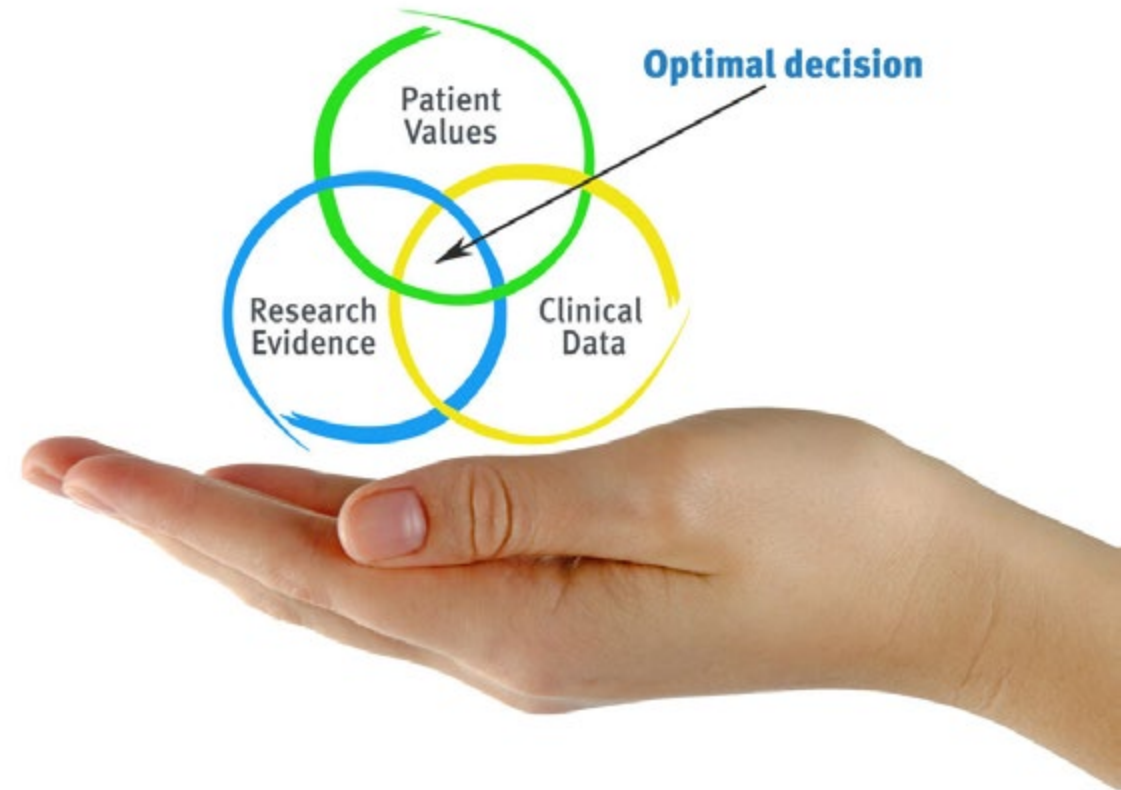 Optimal decision
Patient
Values
Research
Evidence
Clinical
Data